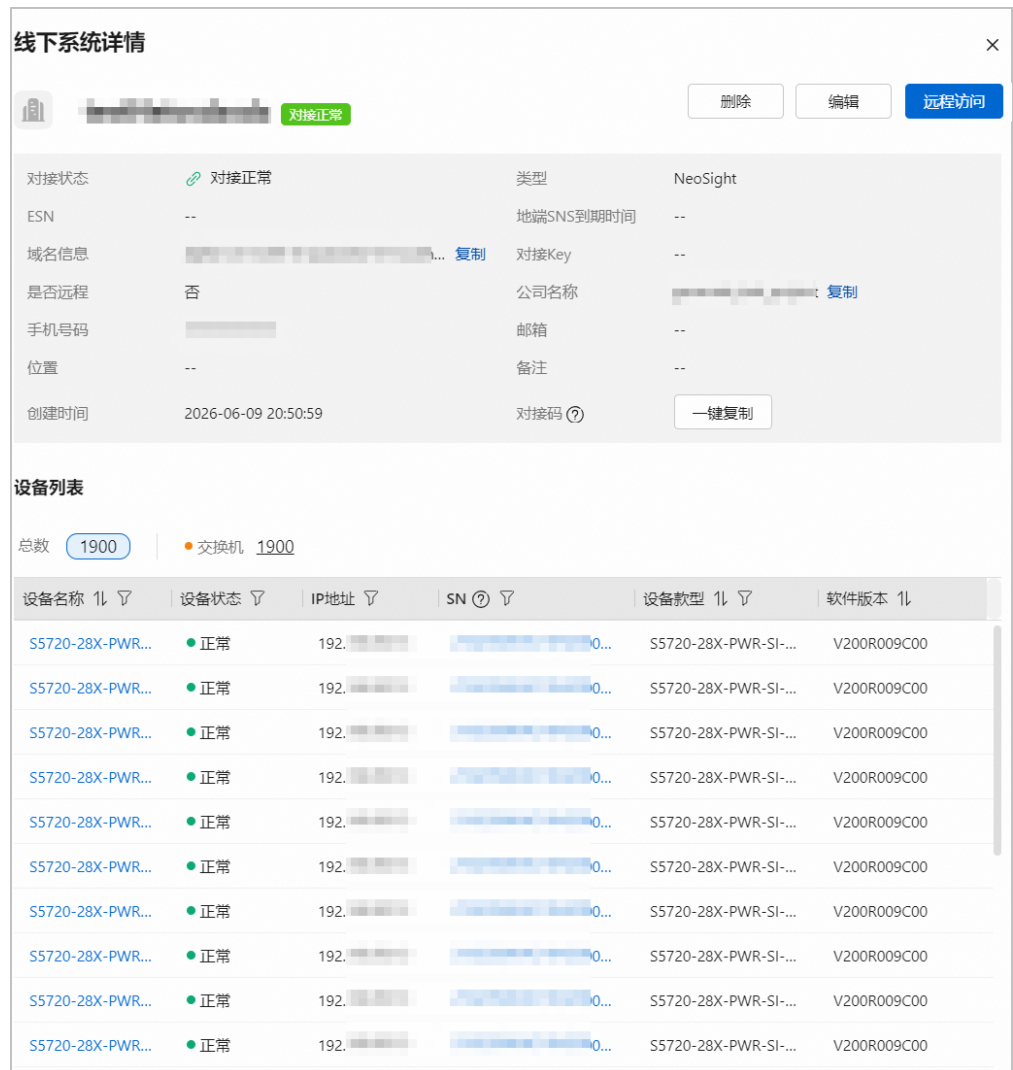 线下系统详情
对接正常
删除
编辑
远程访问
对接状态 对接正常 类型 NeoSight
ESN -- 地端SNS到期时间 --
域名信息 ... 复制 对接Key --
是否远程 否 公司名称 复制
手机号码 邮箱 --
位置 -- 备注 --
创建时间 2026-06-09 20:50:59 对接码 ? 一键复制
设备列表
总数 1900 交换机 1900
设备名称 设备状态 IP地址 SN ? 设备款型 软件版本
S5720-28X-PWR... 正常 192. 0... S5720-28X-PWR-SI-... V200R009C00
S5720-28X-PWR... 正常 192. 0... S5720-28X-PWR-SI-... V200R009C00
S5720-28X-PWR... 正常 192. 0... S5720-28X-PWR-SI-... V200R009C00
S5720-28X-PWR... 正常 192. 0... S5720-28X-PWR-SI-... V200R009C00
S5720-28X-PWR... 正常 192. 0... S5720-28X-PWR-SI-... V200R009C00
S5720-28X-PWR... 正常 192. 0... S5720-28X-PWR-SI-... V200R009C00
S5720-28X-PWR... 正常 192. 0... S5720-28X-PWR-SI-... V200R009C00
S5720-28X-PWR... 正常 192. 0... S5720-28X-PWR-SI-... V200R009C00
S5720-28X-PWR... 正常 192. 0... S5720-28X-PWR-SI-... V200R009C00
S5720-28X-PWR... 正常 192. 0... S5720-28X-PWR-SI-... V200R009C00